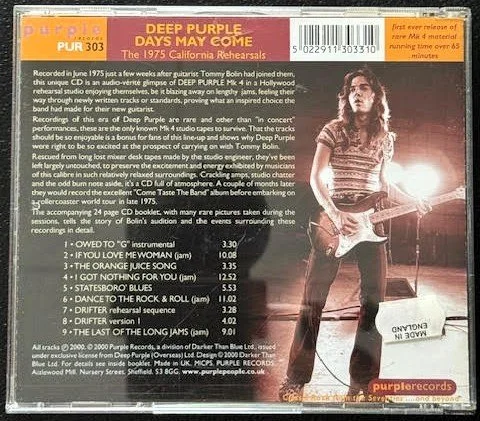 purple
records
PUR 303
DEEP PURPLE
DAYS MAY COME
The 1975 California Rehearsals
5 022911 303310
first ever release of
rare Mk 4 material
running time over 65
minutes
Recorded in June 1975 just a few weeks after guitarist Tommy Bolin had joined them,
this unique CD is an audio-vérité glimpse of DEEP PURPLE Mk 4 in a Hollywood
rehearsal studio enjoying themselves, be it blazing away on lengthy jams, feeling their
way through newly written tracks or standards, proving what an inspired choice the
band had made for their new guitarist.
Recordings of this era of Deep Purple are rare and other than "in concert"
performances, these are the only known Mk 4 studio tapes to survive. That the tracks
should be so enjoyable is a bonus for fans of this line-up and shows why Deep Purple
were right to be so excited at the prospect of carrying on with Tommy Bolin.
Rescued from long lost mixer desk tapes made by the studio engineer, they've been
left largely untouched, to preserve the excitement and energy exhibited by musicians
of this calibre in such relatively relaxed surroundings. Crackling amps, studio chatter
and the odd bum note aside, it's a CD full of atmosphere. A couple of months later
they would record the excellent "Come Taste The Band" album before embarking on
a rollercoaster world tour in late 1975.
The accompanying 24 page CD booklet, with many rare pictures taken during the
sessions, tells the story of Bolin's audition and the events surrounding these
recordings in detail.
1 • OWED TO "G" instrumental 3.30
2 • IF YOU LOVE ME WOMAN (jam) 10.08
3 • THE ORANGE JUICE SONG 3.35
4 • I GOT NOTHING FOR YOU (jam) 12.52
5 • STATESBORO' BLUES 5.53
6 • DANCE TO THE ROCK & ROLL (jam) 11.02
7 • DRIFTER rehearsal sequence 3.28
8 • DRIFTER version 1 4.02
9 • THE LAST OF THE LONG JAMS (jam) 9.01
All tracks ℗ 2000, © 2000 Purple Records, a division of Darker Than Blue Ltd., issued
under exclusive license from Deep Purple (Overseas) Ltd. Design © 2000 Darker Than
Blue Ltd. For details see inside booklet. Made in UK. MCPS. PURPLE RECORDS.
Aizlewood Mill. Nursery Street. Sheffield. S3 8GG. www.purplepeople.co.uk
MADE IN
ENGLAND
purplerecords
Classic Rock from the Seventies ....and beyond